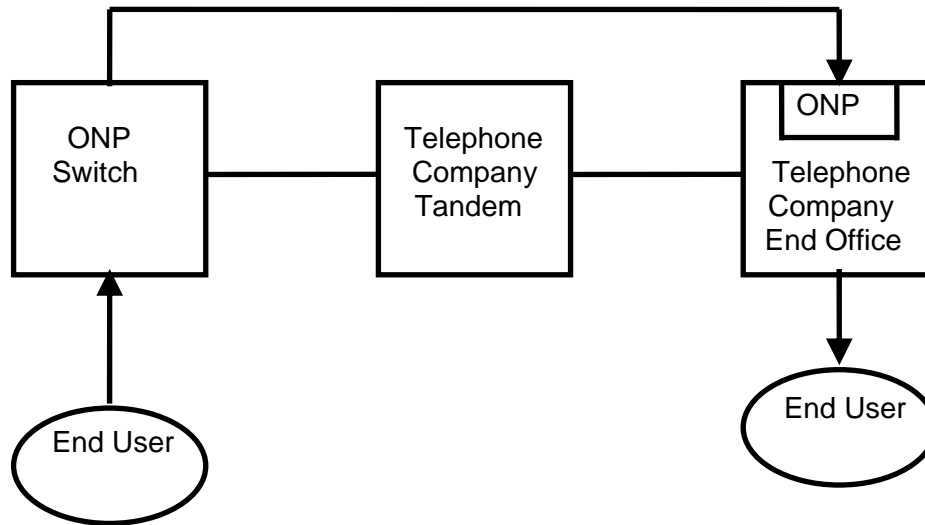 ONP
Switch
Telephone
Company
Tandem
ONP
Telephone
Company
End Office
End User
End User